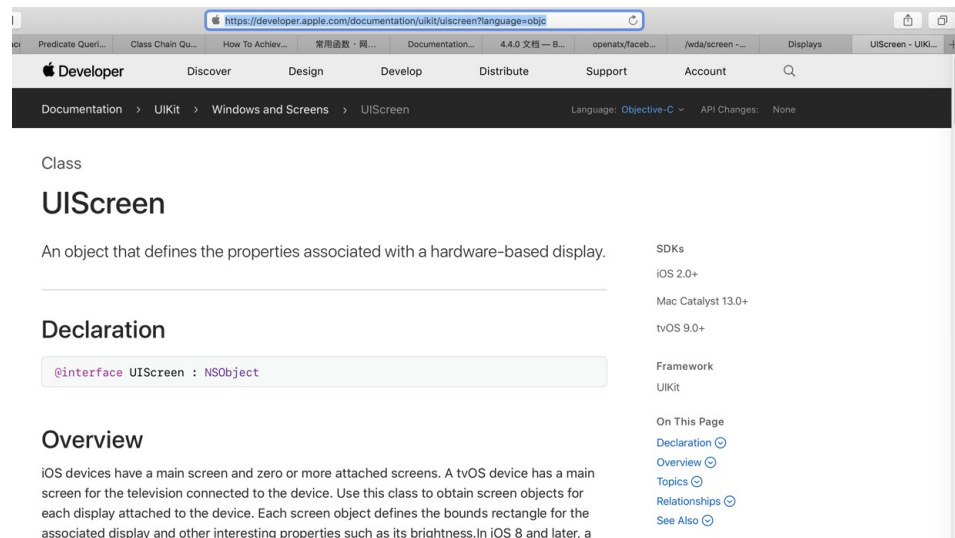 https://developer.apple.com/documentation/uikit/uiscreen?language=objc
Predicate Queri... Class Chain Qu... How To Achiev... 常用函数 · 网... Documentation... 4.4.0 文档 — B... openatx/faceb... /wda/screen -... Displays UIScreen - UIKi...
Developer Discover Design Develop Distribute Support Account
Documentation > UIKit > Windows and Screens > UIScreen Language: Objective-C API Changes: None
Class
UIScreen
An object that defines the properties associated with a hardware-based display.
Declaration
@interface UIScreen : NSObject
Overview
iOS devices have a main screen and zero or more attached screens. A tvOS device has a main
screen for the television connected to the device. Use this class to obtain screen objects for
each display attached to the device. Each screen object defines the bounds rectangle for the
associated display and other interesting properties such as its brightness.In iOS 8 and later, a
SDKs
iOS 2.0+
Mac Catalyst 13.0+
tvOS 9.0+
Framework
UIKit
On This Page
Declaration
Overview
Topics
Relationships
See Also